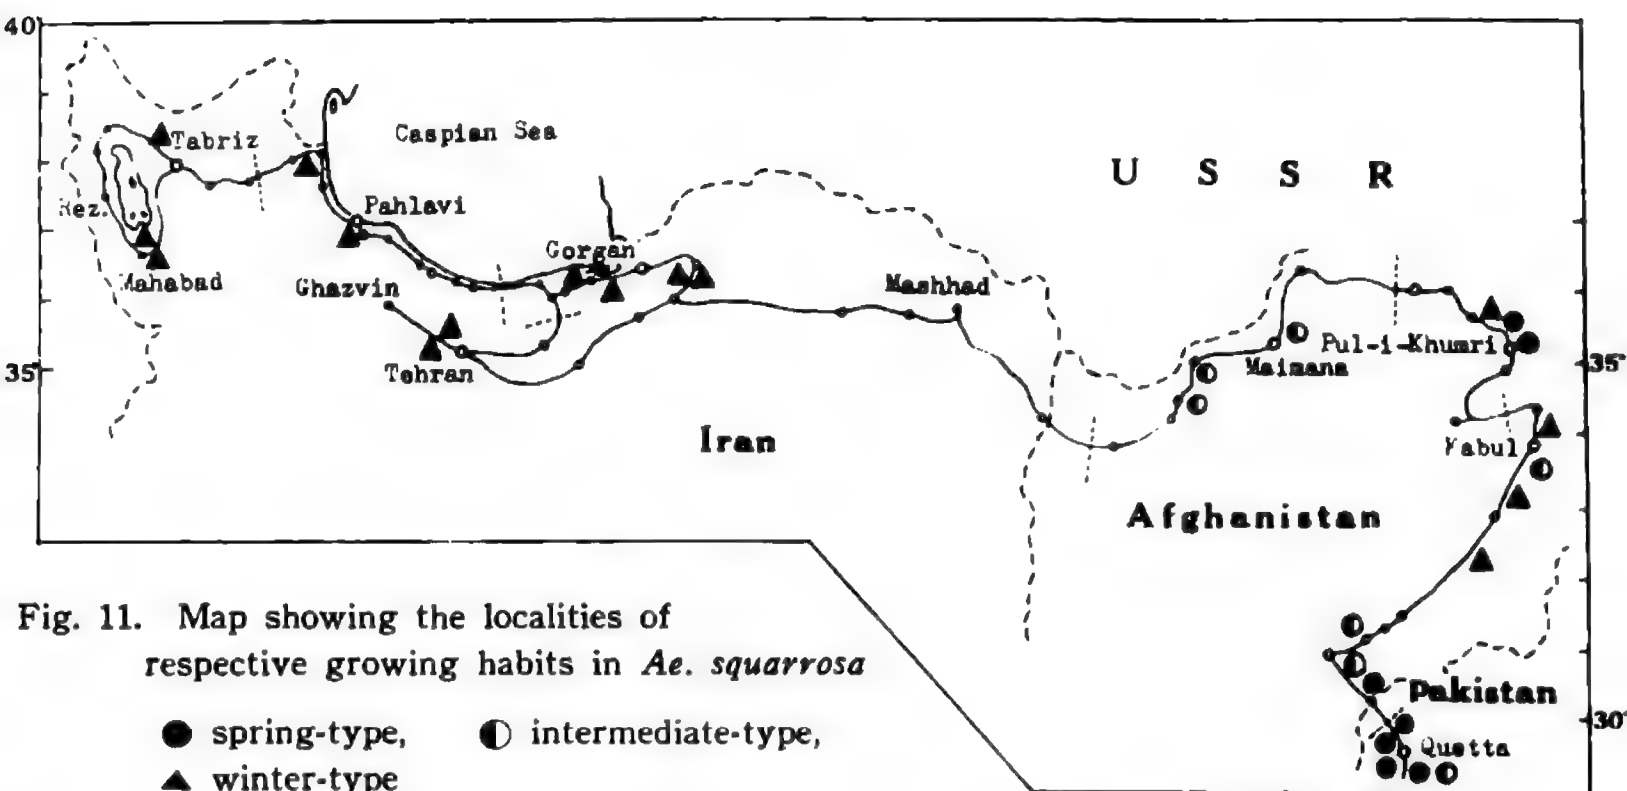 40
Caspian Sea
Tabriz
U S S R
Rez.
Pahlavi
Gorgan
Mahabad
Ghazvin
Mashhad
Pul-i-Khumri
35°
Tehran
Maimana
35°
Iran
Kabul
Afghanistan
Fig. 11. Map showing the localities of
respective growing habits in Ae. squarrosa
Pakistan
30°
spring-type, intermediate-type,
Quetta
winter-type